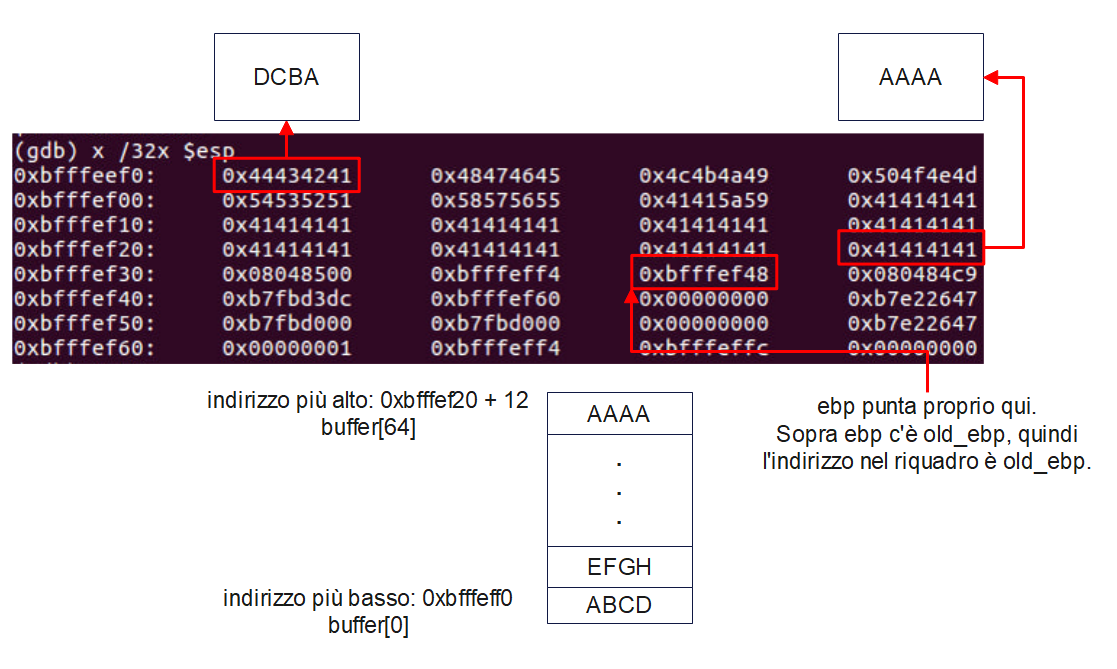 DCBA
AAAA
(gdb) x /32x $esp
0xbfffeef0: 0x44434241 0x48474645 0x4c4b4a49 0x504f4e4d
0xbfffef00: 0x54535251 0x58575655 0x41415a59 0x41414141
0xbfffef10: 0x41414141 0x41414141 0x41414141 0x41414141
0xbfffef20: 0x41414141 0x41414141 0x41414141 0x41414141
0xbfffef30: 0x08048500 0xbfffeff4 0xbfffef48 0x080484c9
0xbfffef40: 0xb7fbd3dc 0xbfffef60 0x00000000 0xb7e22647
0xbfffef50: 0xb7fbd000 0xb7fbd000 0x00000000 0xb7e22647
0xbfffef60: 0x00000001 0xbfffeff4 0xbfffeffc 0x00000000
indirizzo più alto: 0xbfffef20 + 12
buffer[64]
AAAA
.
.
.
EFGH
ABCD
indirizzo più basso: 0xbfffeff0
buffer[0]
ebp punta proprio qui.
Sopra ebp c'è old_ebp, quindi
l'indirizzo nel riquadro è old_ebp.